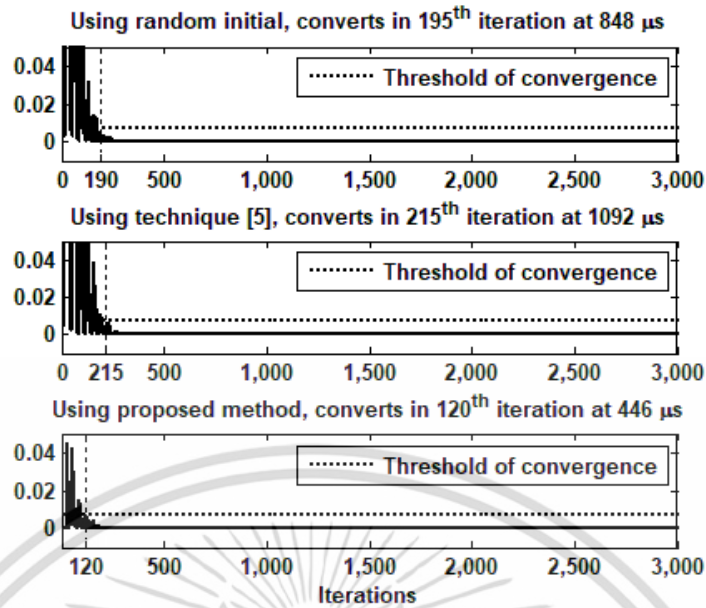 Using random initial, converts in 195th iteration at 848 μs
0.04
0.02
0
Threshold of convergence
0 190 500 1,000 1,500 2,000 2,500 3,000
Using technique [5], converts in 215th iteration at 1092 μs
0.04
0.02
0
Threshold of convergence
0 215 500 1,000 1,500 2,000 2,500 3,000
Using proposed method, converts in 120th iteration at 446 μs
0.04
0.02
0
Threshold of convergence
120 500 1,000 1,500 2,000 2,500 3,000
Iterations